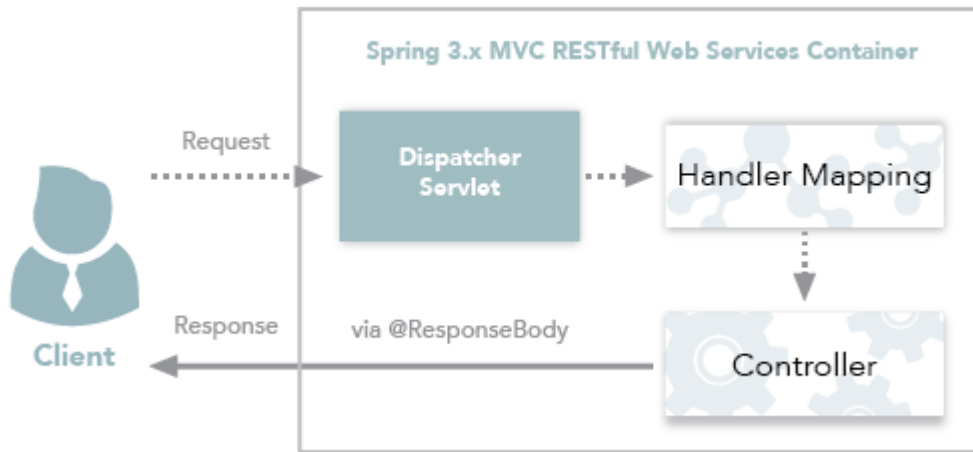 Spring 3.x MVC RESTful Web Services Container
Request
Dispatcher
Servlet
Handler Mapping
Response
via @ResponseBody
Client
Controller